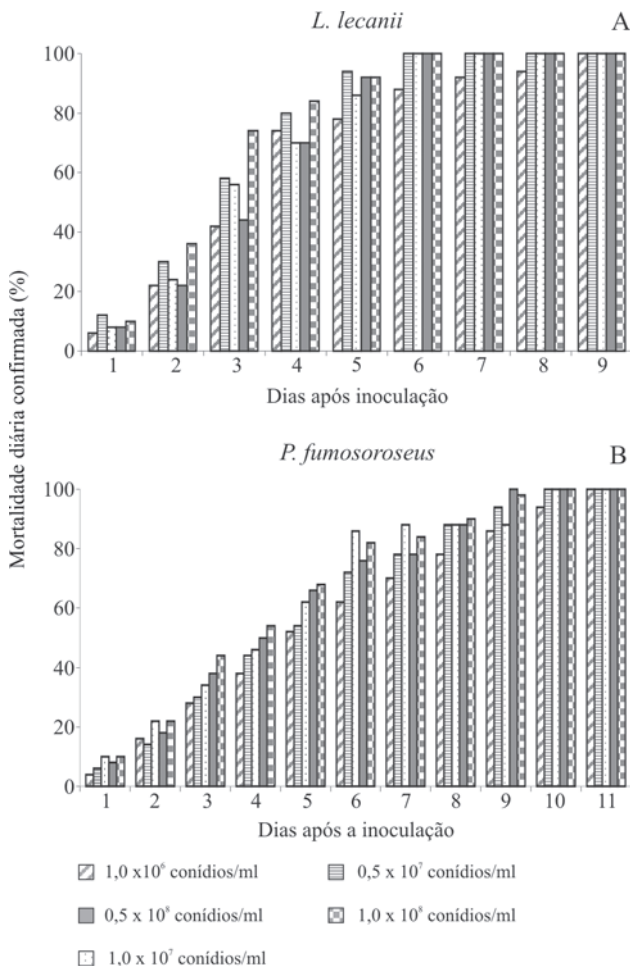 L. lecanii
A
100
80
60
40
20
0
1 2 3 4 5 6 7 8 9
Dias após inoculação
Mortalidade diária confirmada (%)
P. fumosoroseus
B
100
80
60
40
20
0
1 2 3 4 5 6 7 8 9 10 11
Dias após a inoculação
1,0 x10⁶ conídios/ml
0,5 x 10⁷ conídios/ml
0,5 x 10⁸ conídios/ml
1,0 x 10⁸ conídios/ml
1,0 x 10⁷ conídios/ml